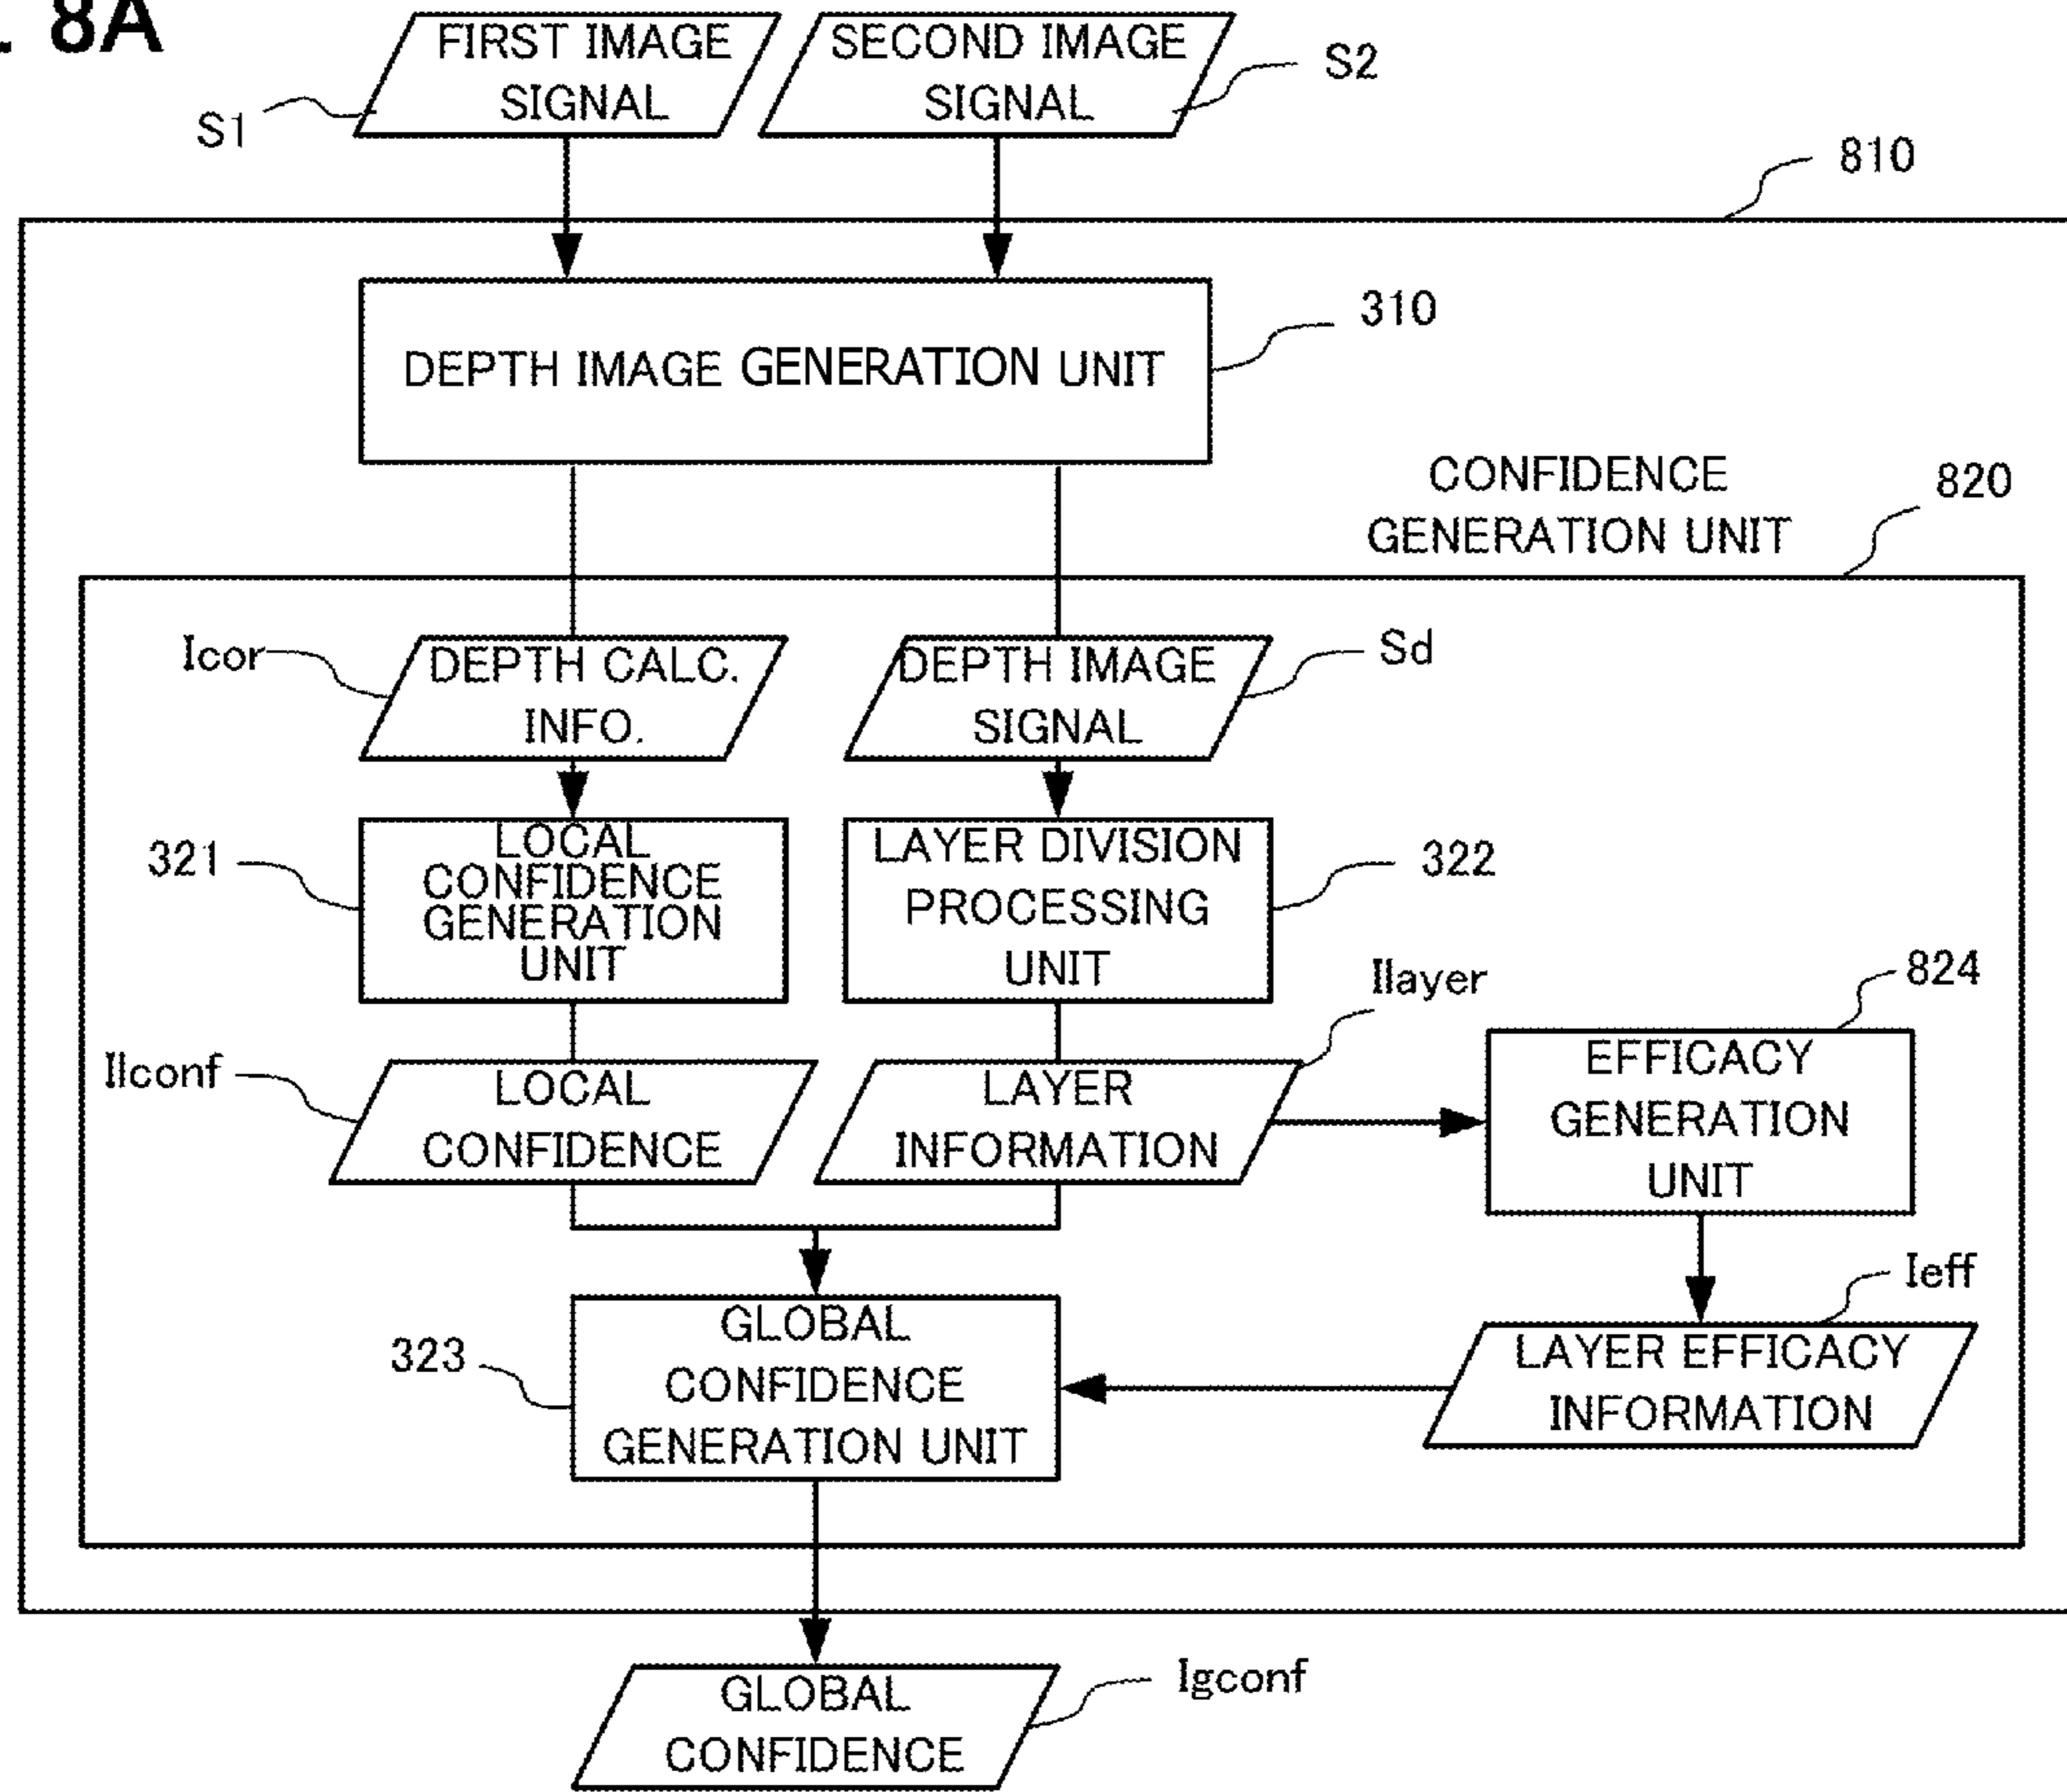 . 8A
FIRST IMAGE
SIGNAL
S1
SECOND IMAGE
SIGNAL
S2
810
DEPTH IMAGE GENERATION UNIT
310
CONFIDENCE
GENERATION UNIT
820
Icor
DEPTH CALC.
INFO.
DEPTH IMAGE
SIGNAL
Sd
321
LOCAL
CONFIDENCE
GENERATION
UNIT
LAYER DIVISION
PROCESSING
UNIT
322
Ilconf
LOCAL
CONFIDENCE
LAYER
INFORMATION
Ilayer
EFFICACY
GENERATION
UNIT
824
323
GLOBAL
CONFIDENCE
GENERATION UNIT
LAYER EFFICACY
INFORMATION
Ieff
GLOBAL
CONFIDENCE
Igconf